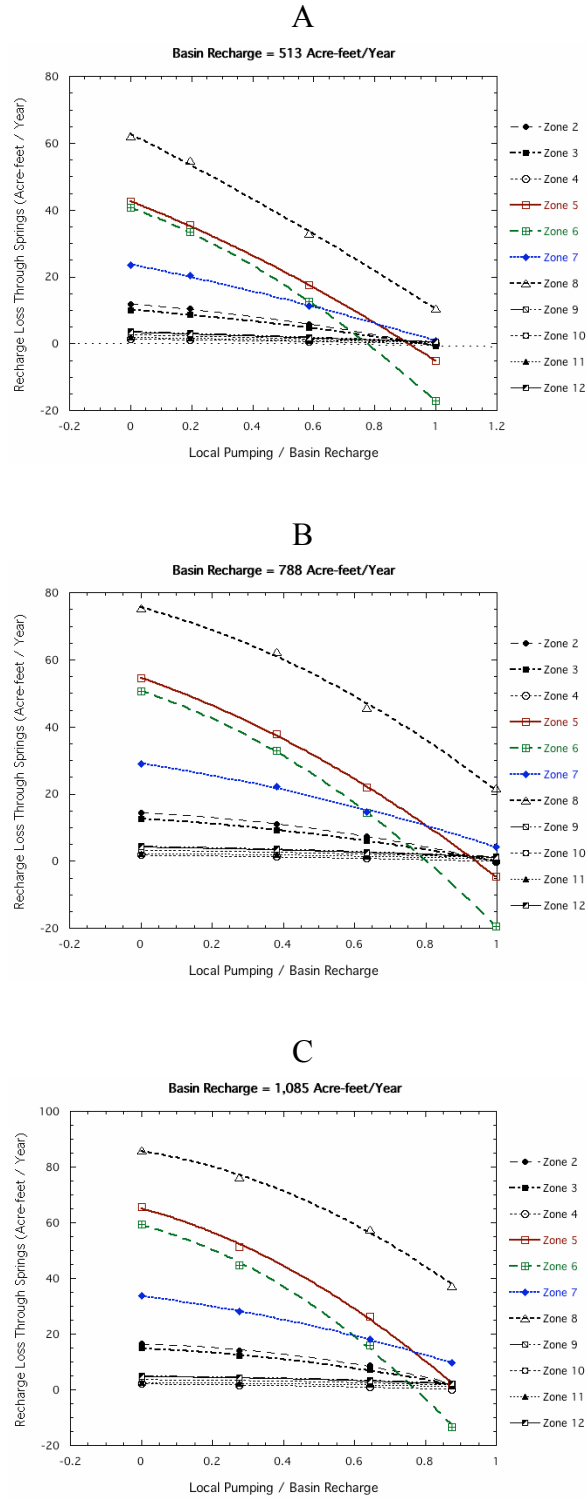 A
Basin Recharge = 513 Acre-feet/Year
Recharge Loss Through Springs (Acre-feet / Year)
80
60
40
20
0
-20
-0.2 0 0.2 0.4 0.6 0.8 1 1.2
Local Pumping / Basin Recharge
Zone 2
Zone 3
Zone 4
Zone 5
Zone 6
Zone 7
Zone 8
Zone 9
Zone 10
Zone 11
Zone 12
B
Basin Recharge = 788 Acre-feet/Year
Recharge Loss Through Springs (Acre-feet / Year)
80
60
40
20
0
-20
-0.2 0 0.2 0.4 0.6 0.8 1
Local Pumping / Basin Recharge
Zone 2
Zone 3
Zone 4
Zone 5
Zone 6
Zone 7
Zone 8
Zone 9
Zone 10
Zone 11
Zone 12
C
Basin Recharge = 1,085 Acre-feet/Year
Recharge Loss Through Springs (Acre-feet / Year)
100
80
60
40
20
0
-20
-0.2 0 0.2 0.4 0.6 0.8 1
Local Pumping / Basin Recharge
Zone 2
Zone 3
Zone 4
Zone 5
Zone 6
Zone 7
Zone 8
Zone 9
Zone 10
Zone 11
Zone 12